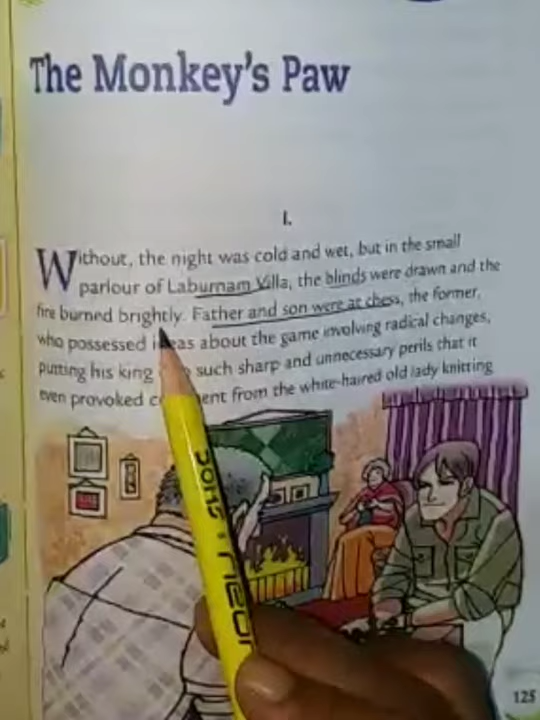 The Monkey's Paw
I.
Without, the night was cold and wet, but in the small
parlour of Laburnam Villa, the blinds were drawn and the
fire burned brightly. Father and son were at chess, the former,
who possessed ideas about the game involving radical changes,
putting his king such sharp and unnecessary perils that it
even provoked comment from the white-haired old lady knitting
125